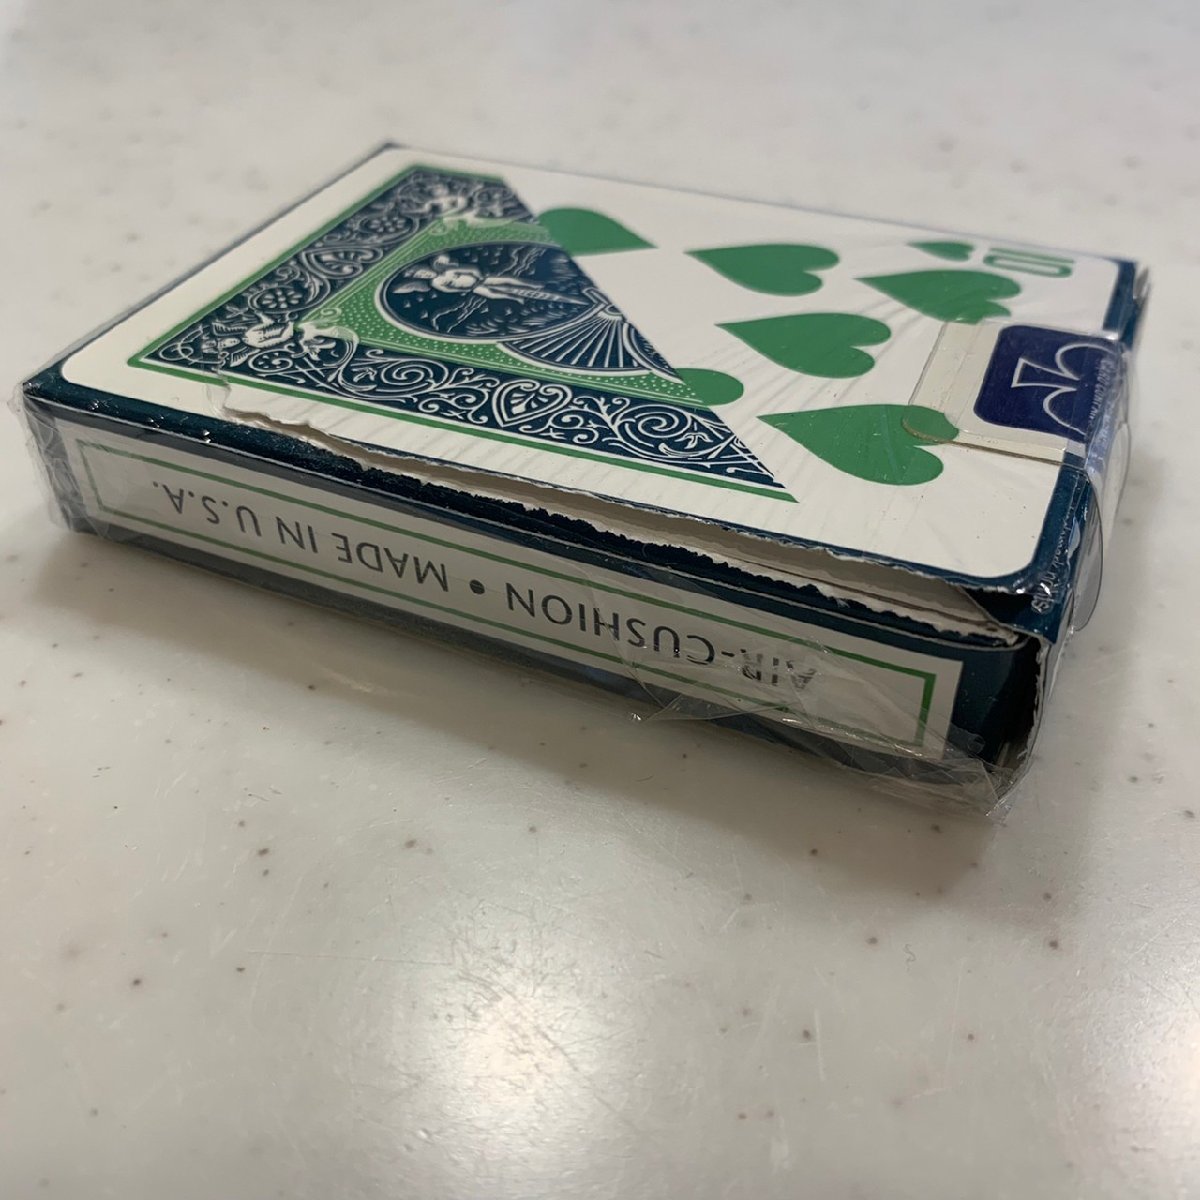 10
AIR-CUSHION • MADE IN U.S.A.